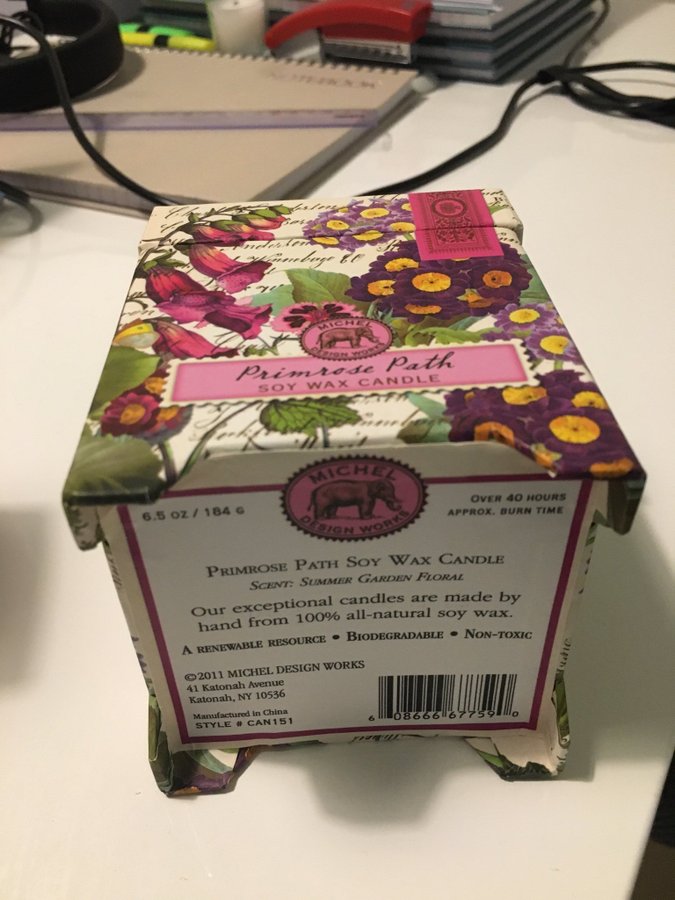 NOTEBOOK
MICHEL
DESIGN WORKS
Primrose Path
SOY WAX CANDLE
MICHEL
DESIGN WORKS
6.5 OZ / 184 G
OVER 40 HOURS
APPROX. BURN TIME
PRIMROSE PATH SOY WAX CANDLE
SCENT: SUMMER GARDEN FLORAL
Our exceptional candles are made by
hand from 100% all-natural soy wax.
A RENEWABLE RESOURCE • BIODEGRADABLE • NON-TOXIC
©2011 MICHEL DESIGN WORKS
41 Katonah Avenue
Katonah, NY 10536
Manufactured in China
STYLE # CAN151
6 08666 67759 0